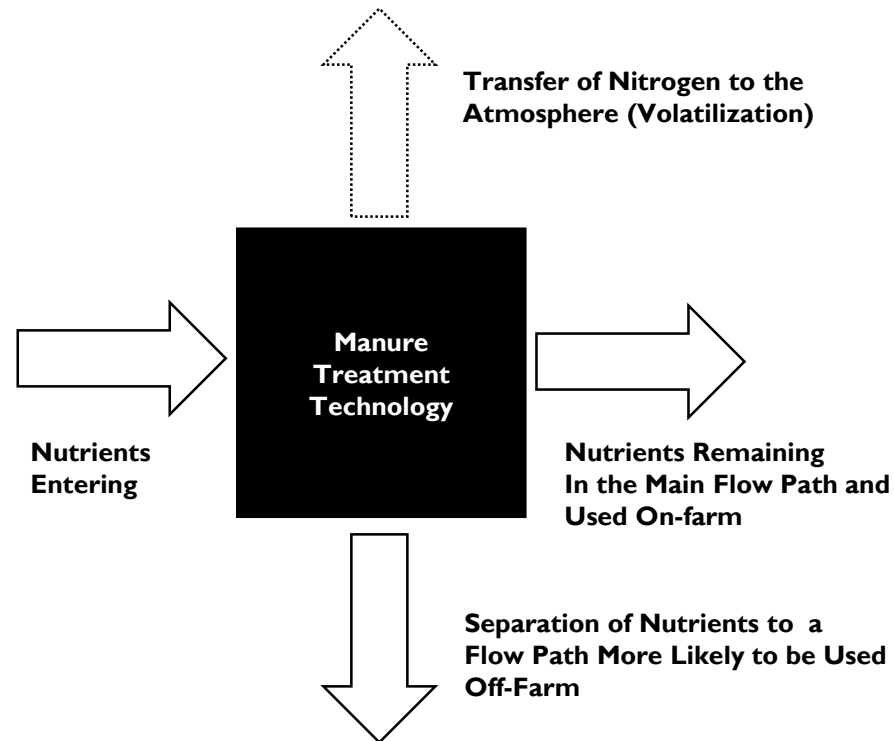 Transfer of Nitrogen to the
Atmosphere (Volatilization)
Manure
Treatment
Technology
Nutrients
Entering
Nutrients Remaining
In the Main Flow Path and
Used On-farm
Separation of Nutrients to a
Flow Path More Likely to be Used
Off-Farm